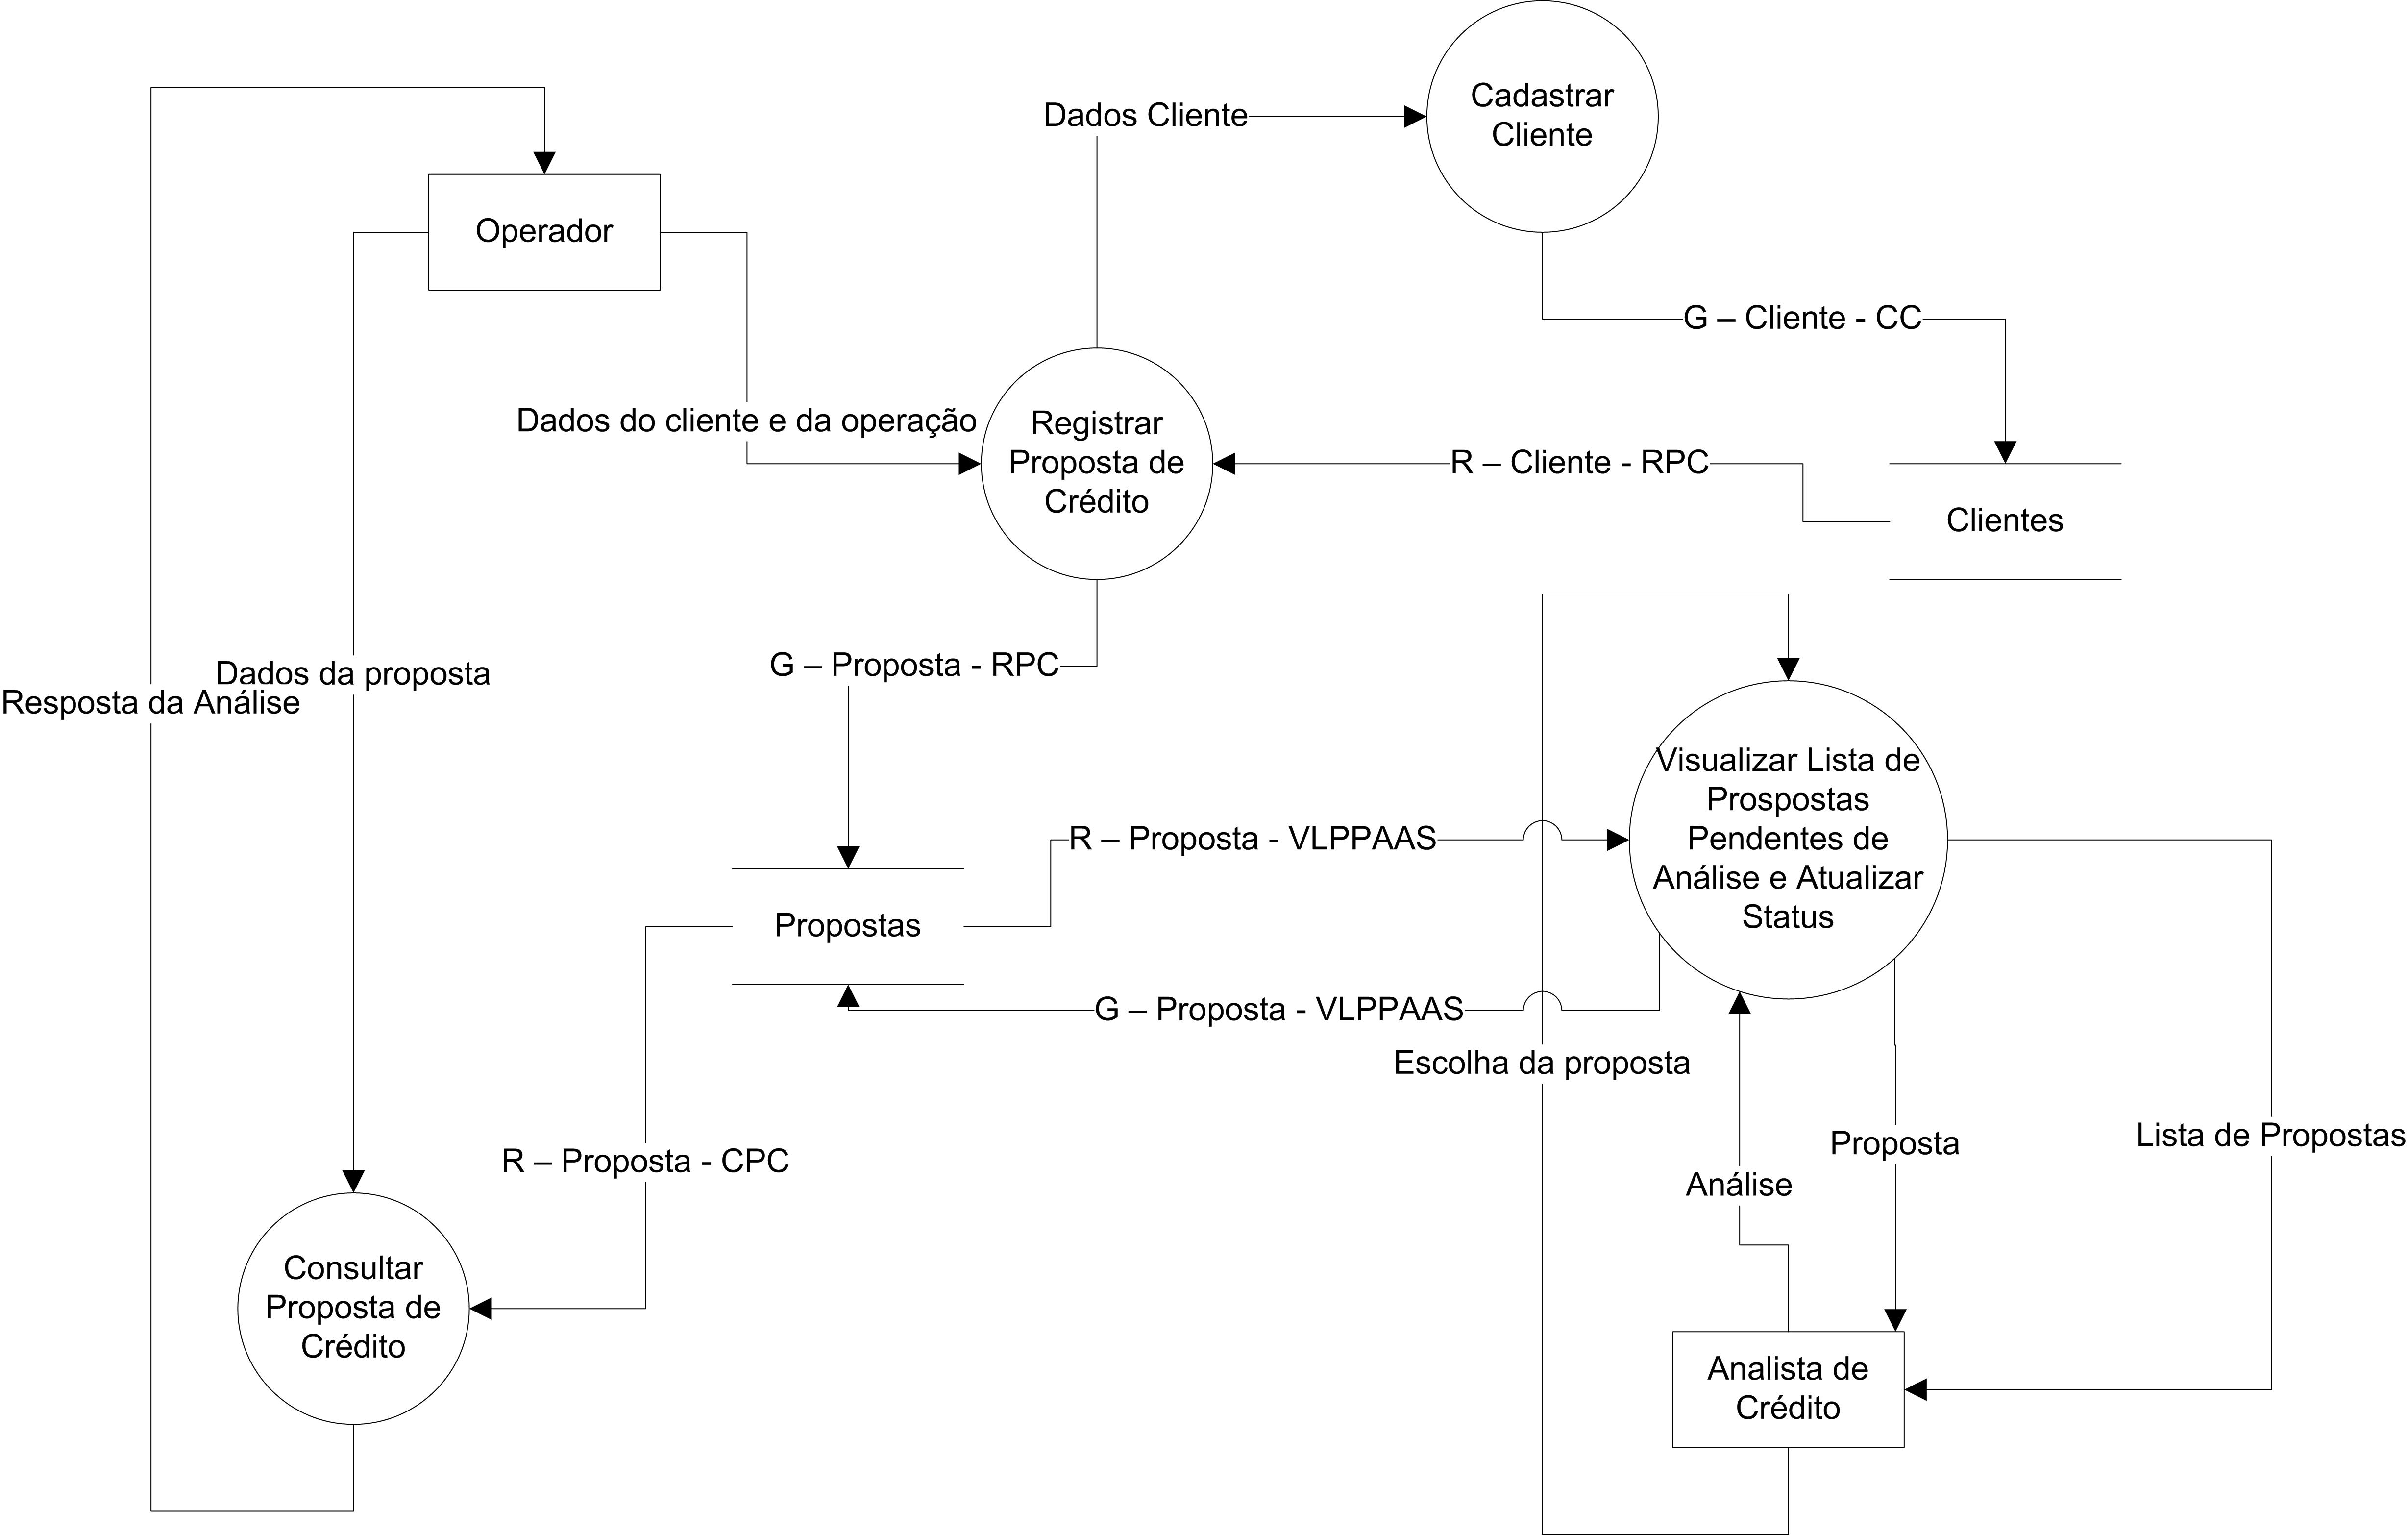 Cadastrar
Cliente
Dados Cliente
Operador
G – Cliente - CC
Dados do cliente e da operação
Registrar
Proposta de
Crédito
R – Cliente - RPC
Clientes
G – Proposta - RPC
Dados da proposta
Resposta da Análise
Visualizar Lista de
Prospostas
Pendentes de
Análise e Atualizar
Status
R – Proposta - VLPPAAS
Propostas
G – Proposta - VLPPAAS
Escolha da proposta
Lista de Propostas
Proposta
R – Proposta - CPC
Análise
Consultar
Proposta de
Crédito
Analista de
Crédito